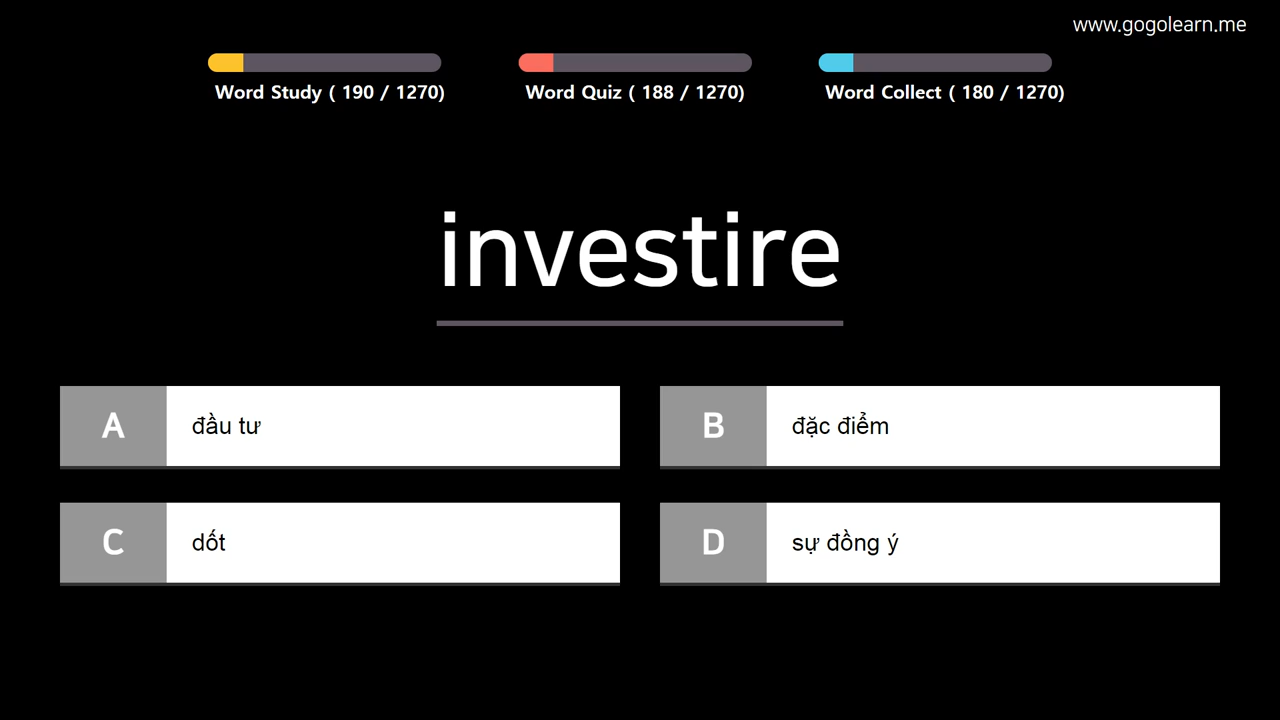 www.gogolearn.me
Word Study ( 190 / 1270)
Word Quiz ( 188 / 1270)
Word Collect ( 180 / 1270)
investire
A đầu tư
B đặc điểm
C dốt
D sự đồng ý